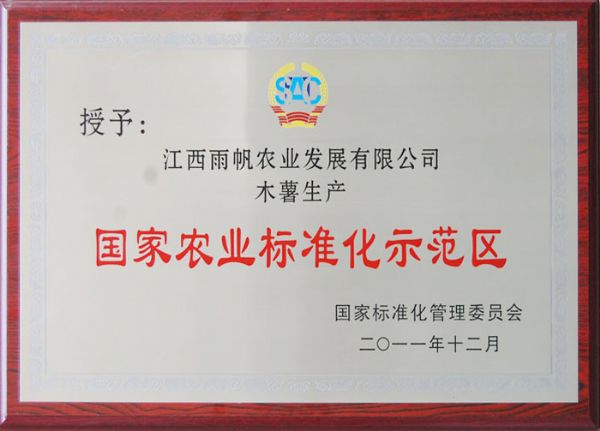 SAC
授予：
江西雨帆农业发展有限公司
木薯生产
国家农业标准化示范区
国家标准化管理委员会
二〇一一年十二月